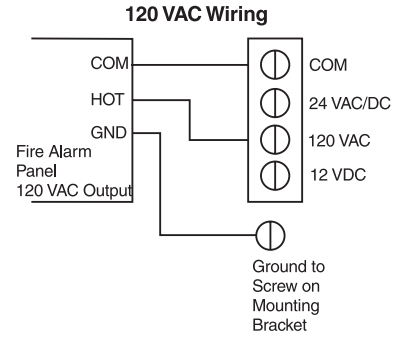 120 VAC Wiring
COM
HOT
GND
Fire Alarm
Panel
120 VAC Output
COM
24 VAC/DC
120 VAC
12 VDC
Ground to
Screw on
Mounting
Bracket